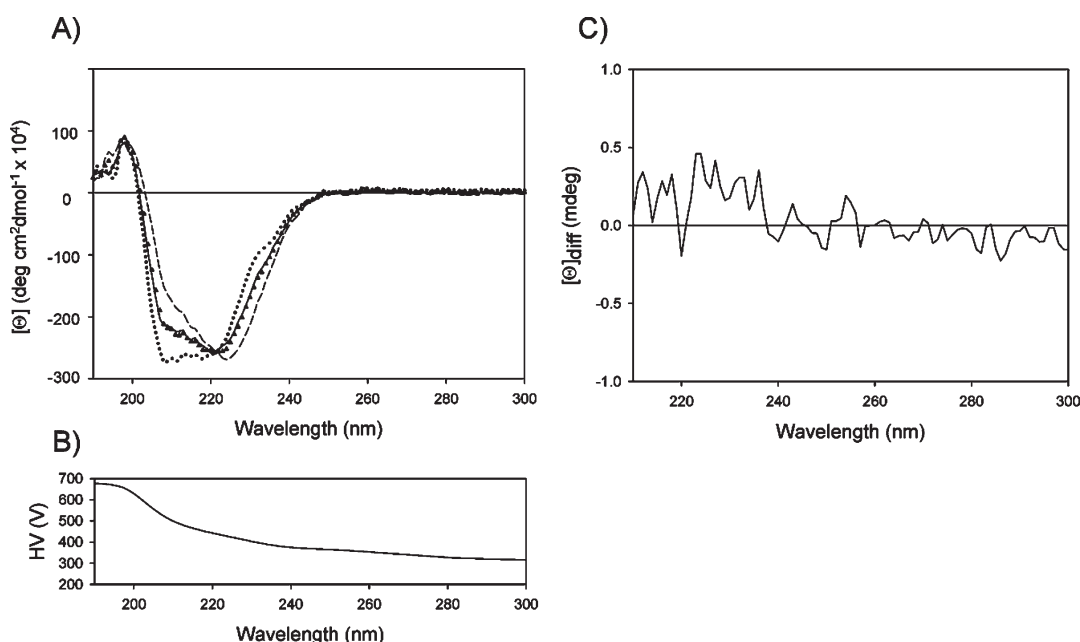 A)
[Θ] (deg cm²dmol⁻¹ x 10⁴)
100
0
-100
-200
-300
200 220 240 260 280 300
Wavelength (nm)
B)
HV (V)
700
600
500
400
300
200
200 220 240 260 280 300
Wavelength (nm)
C)
[Θ]diff (mdeg)
1.0
0.5
0.0
-0.5
-1.0
220 240 260 280 300
Wavelength (nm)